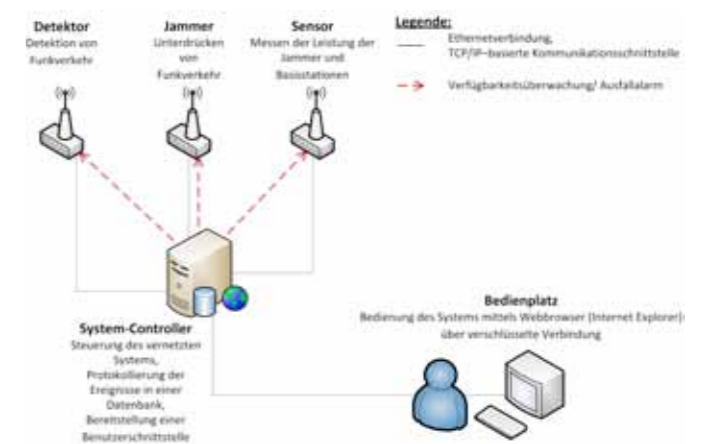 Detektor
Detektion von
Funkverkehr
Jammer
Unterdrücken
von
Funkverkehr
Sensor
Messen der Leistung der
Jammer und
Basisstationen
Legende:
Ethernetverbindung,
TCP/IP–basierte Kommunikationsschnittstelle
Verfügbarkeitsüberwachung/ Ausfallalarm
System-Controller
Steuerung des vernetzten
Systems,
Protokollierung der
Ereignisse in einer
Datenbank,
Bereitstellung einer
Benutzerschnittstelle
Bedienplatz
Bedienung des Systems mittels Webbrowser (Internet Explorer)
über verschlüsselte Verbindung